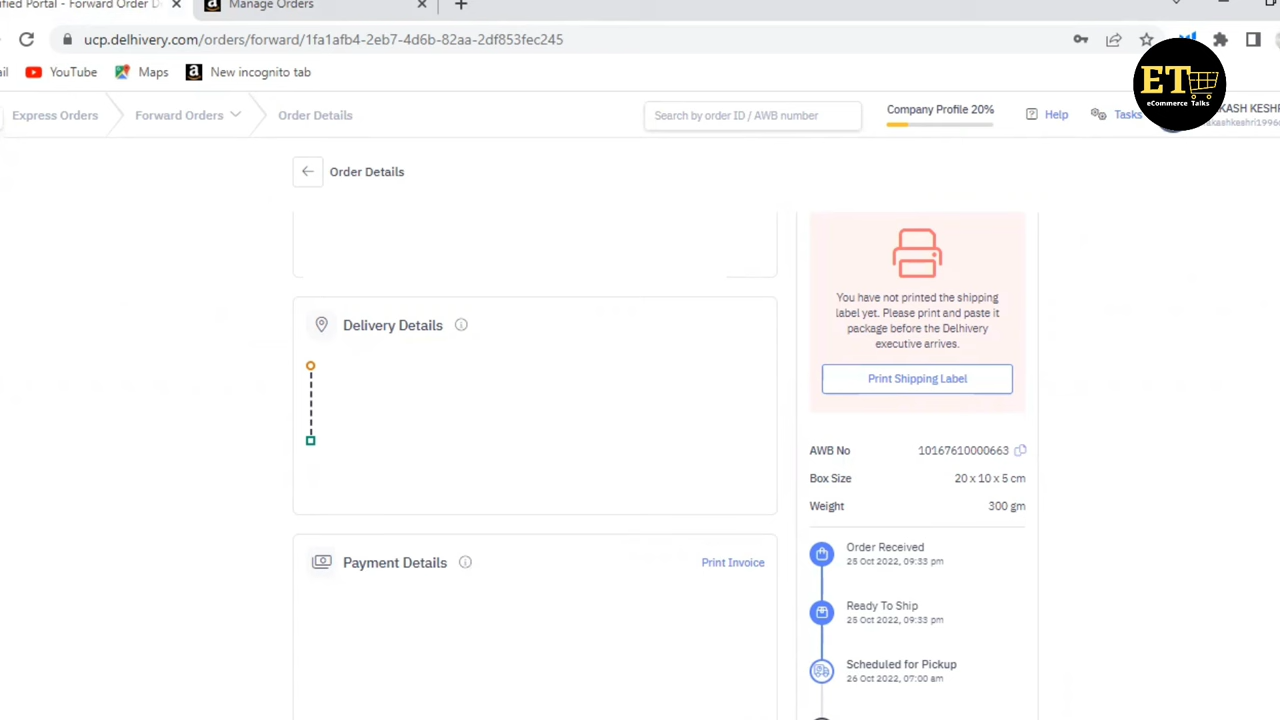 Portal - Forward Order D
Manage Orders
ucp.delhivery.com/orders/forward/1fa1afb4-2eb7-4d6b-82aa-2df853fec245
YouTube
Maps
New incognito tab
ET
eCommerce Talks
Express Orders
Forward Orders
Order Details
Search by order ID / AWB number
Company Profile 20%
Help
Tasks
Order Details
You have not printed the shipping
label yet. Please print and paste it
package before the Delhivery
executive arrives.
Print Shipping Label
Delivery Details
AWB No 10167610000663
Box Size 20 x 10 x 5 cm
Weight 300 gm
Payment Details
Print Invoice
Order Received
25 Oct 2022, 09:33 pm
Ready To Ship
25 Oct 2022, 09:33 pm
Scheduled for Pickup
26 Oct 2022, 07:00 am